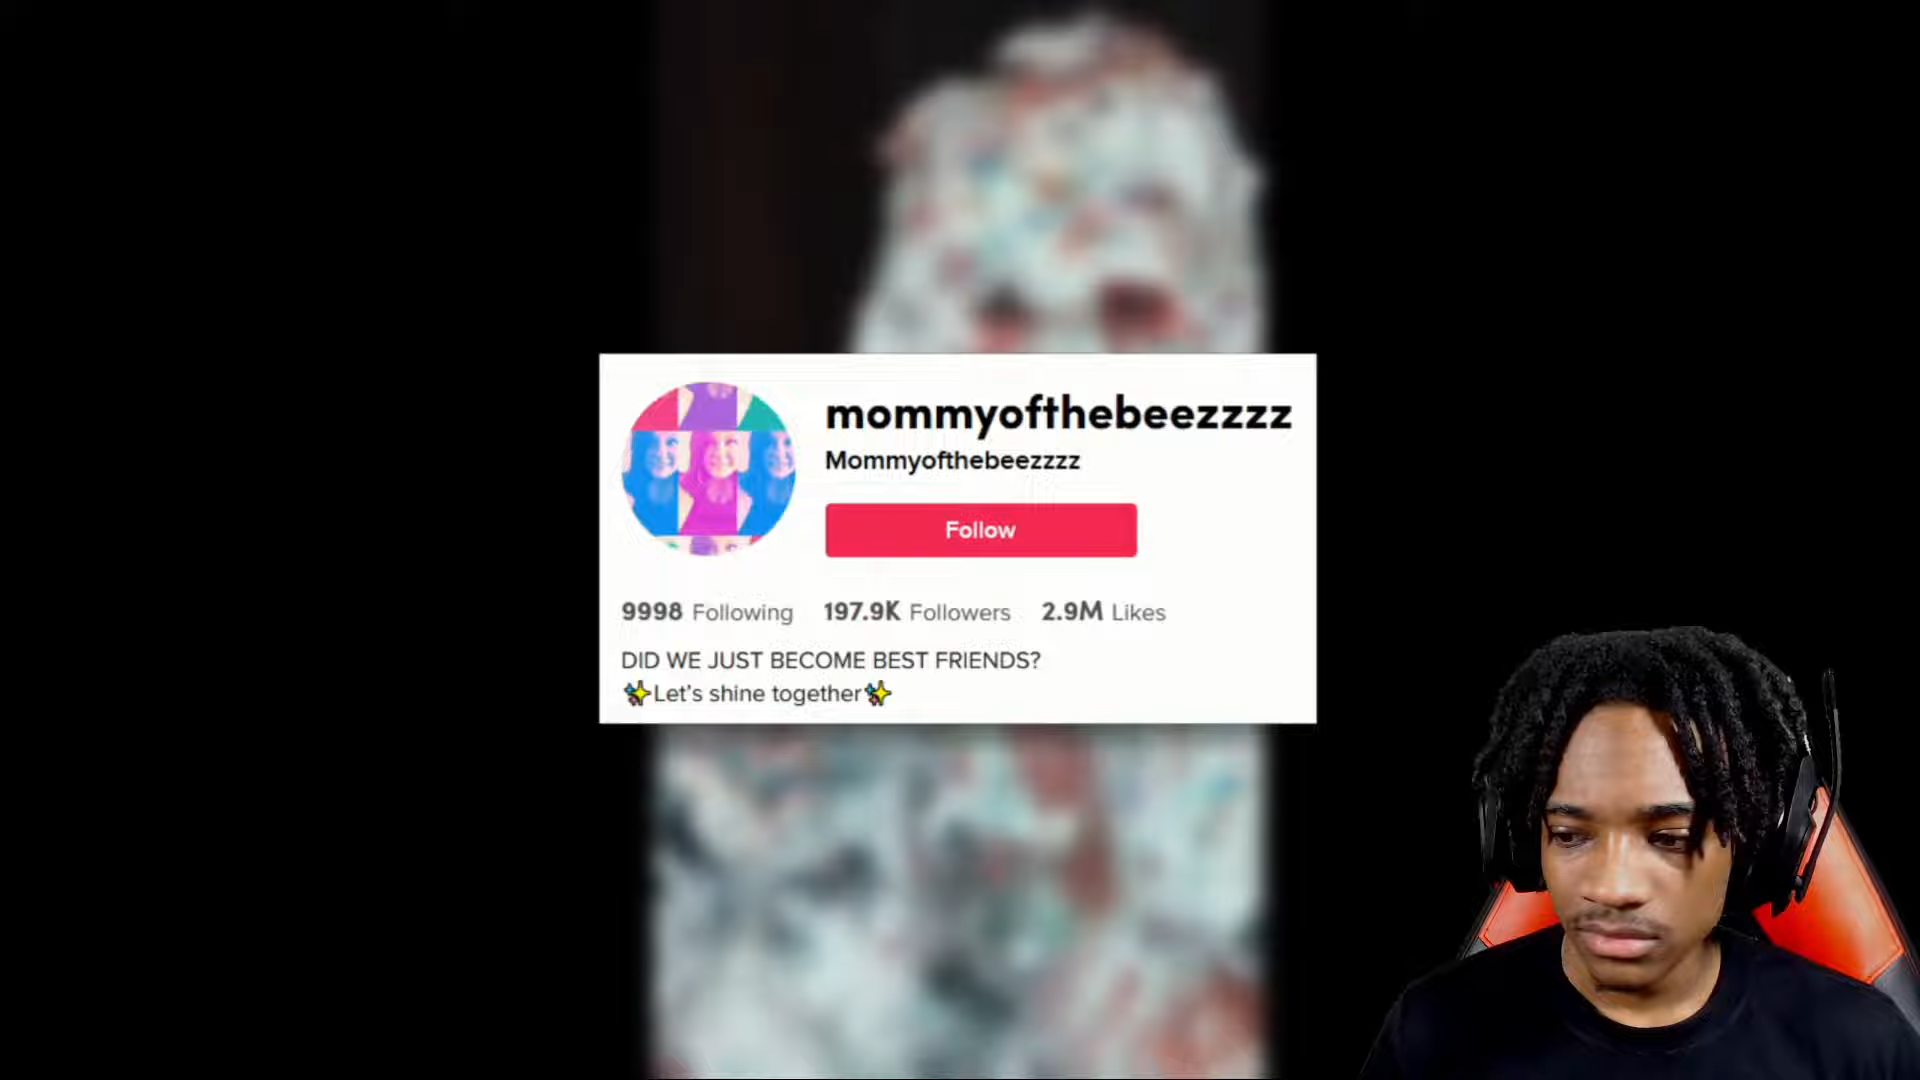 mommyofthebeezzzz
Mommyofthebeezzzz
Follow
9998 Following 197.9K Followers 2.9M Likes
DID WE JUST BECOME BEST FRIENDS?
✨Let's shine together✨